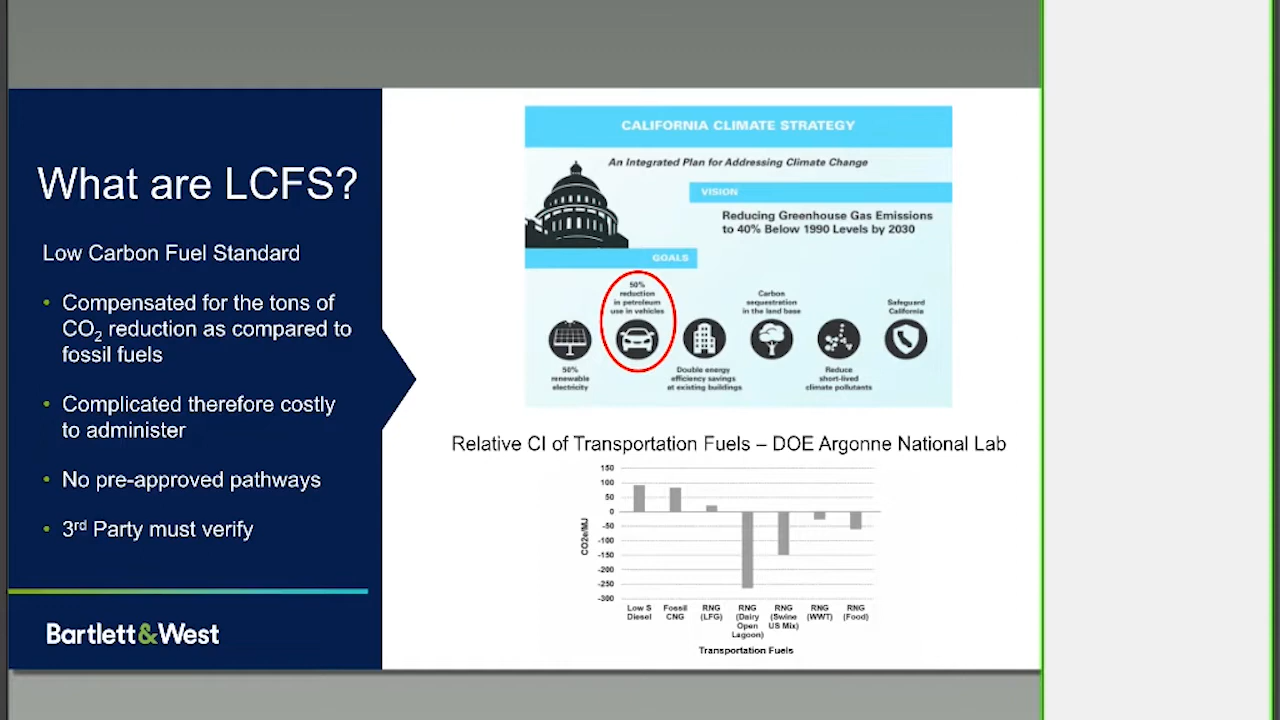 What are LCFS?
Low Carbon Fuel Standard
• Compensated for the tons of
CO2 reduction as compared to
fossil fuels
• Complicated therefore costly
to administer
• No pre-approved pathways
• 3rd Party must verify
Bartlett&West
CALIFORNIA CLIMATE STRATEGY
An Integrated Plan for Addressing Climate Change
VISION
Reducing Greenhouse Gas Emissions
to 40% Below 1990 Levels by 2030
GOALS
50%
reduction
in petroleum
use in vehicles
Carbon
sequestration
in the land base
Safeguard
California
50%
renewable
electricity
Double energy
efficiency savings
at existing buildings
Reduce
short-lived
climate pollutants
Relative CI of Transportation Fuels – DOE Argonne National Lab
150
100
50
0
-50
-100
-150
-200
-250
-300
CO2e/MJ
Low S
Diesel
Fossil
CNG
RNG
(LFG)
RNG
(Dairy
Open
Lagoon)
RNG
(Swine
US Mix)
RNG
(WWT)
RNG
(Food)
Transportation Fuels